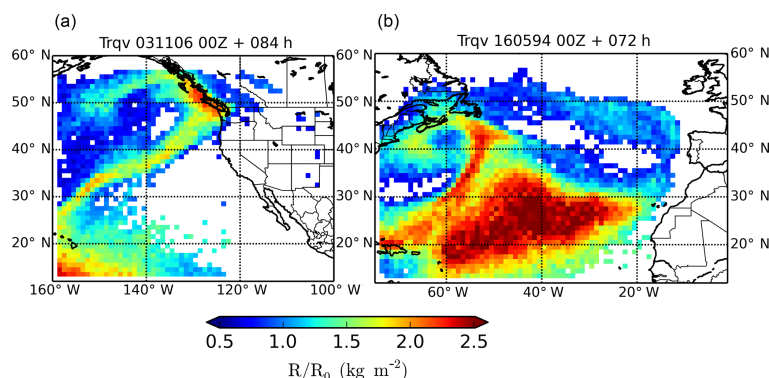 (a)
(b)
Trqv 031106 00Z + 084 h
Trqv 160594 00Z + 072 h
60° N
60° N
60° N
50° N
50° N
50° N
40° N
40° N
40° N
30° N
30° N
30° N
20° N
20° N
20° N
160° W
140° W
120° W
100° W
60° W
40° W
20° W
0.5
1.0
1.5
2.0
2.5
R/R₀ (kg m⁻²)